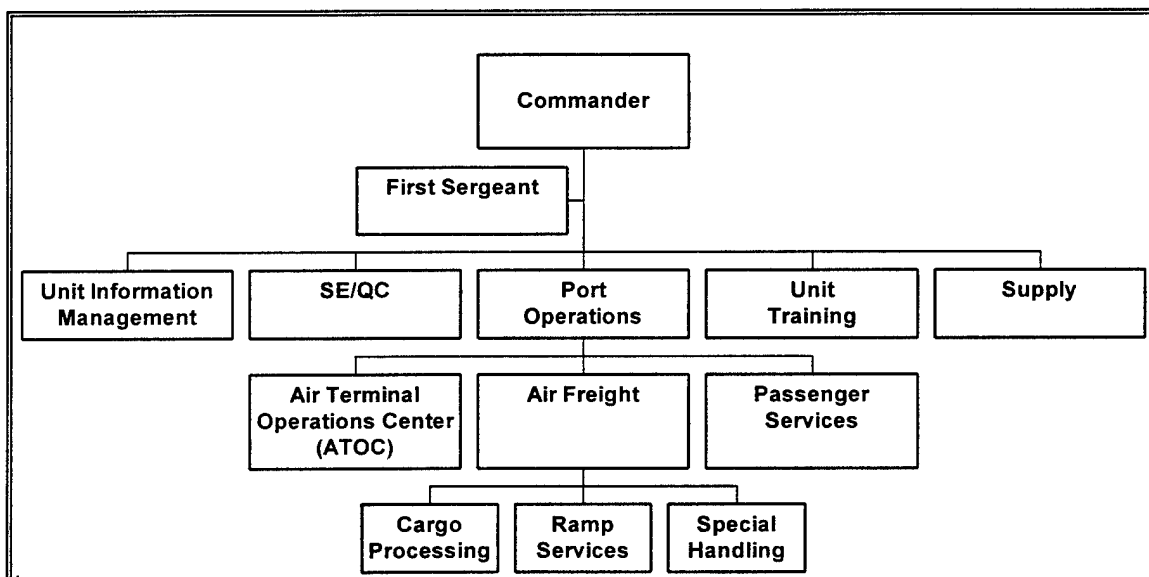 Commander
First Sergeant
Unit Information
Management
SE/QC
Port
Operations
Unit
Training
Supply
Air Terminal
Operations Center
(ATOC)
Air Freight
Passenger
Services
Cargo
Processing
Ramp
Services
Special
Handling